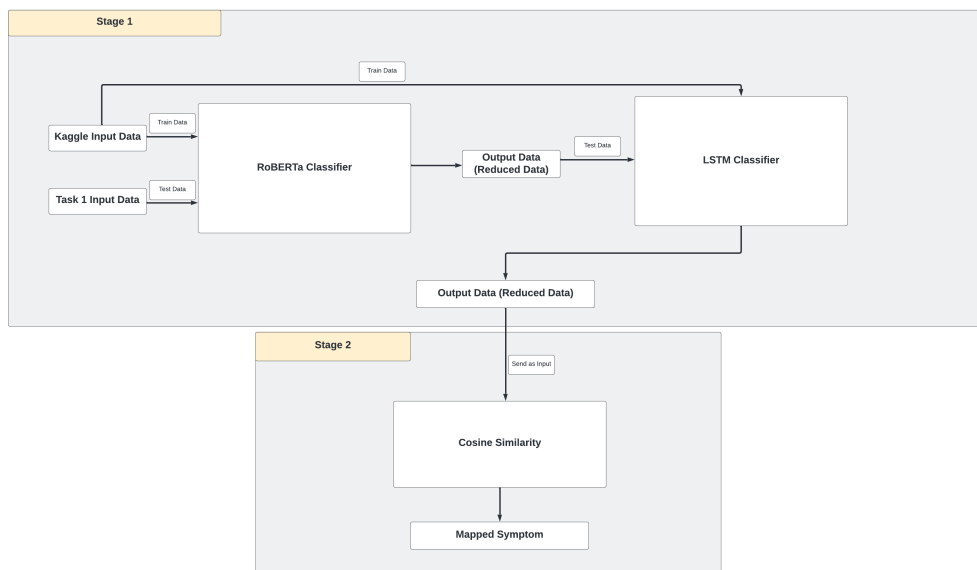 Stage 1
Train Data
Kaggle Input Data
Train Data
RoBERTa Classifier
Output Data
(Reduced Data)
Test Data
LSTM Classifier
Task 1 Input Data
Test Data
Output Data (Reduced Data)
Stage 2
Send as Input
Cosine Similarity
Mapped Symptom